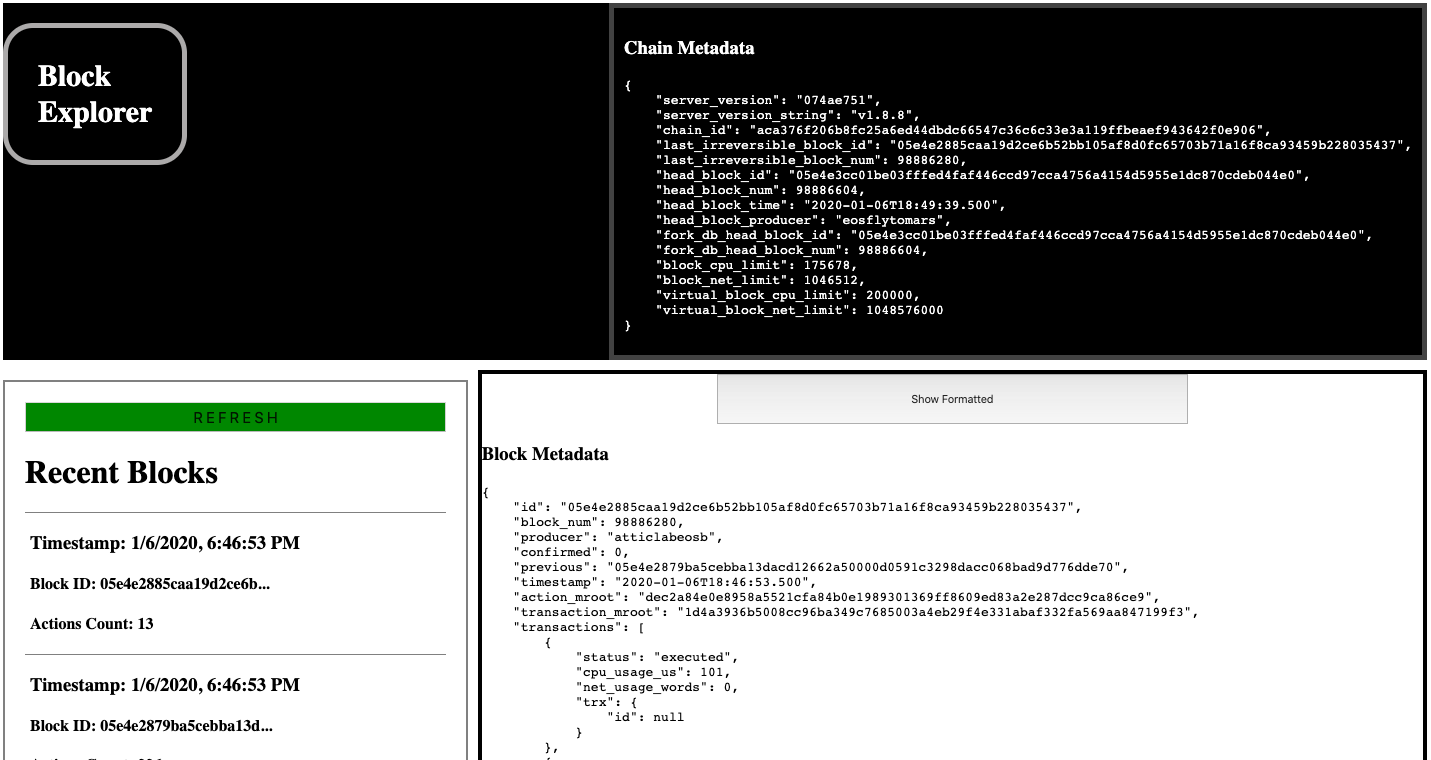 Block
Explorer
Chain Metadata
{
    "server_version": "074ae751",
    "server_version_string": "v1.8.8",
    "chain_id": "aca376f206b8fc25a6ed44dbdc66547c36c6c33e3a119ffbeaef943642f0e906",
    "last_irreversible_block_id": "05e4e2885caa19d2ce6b52bb105af8d0fc65703b71a16f8ca93459b228035437",
    "last_irreversible_block_num": 98886280,
    "head_block_id": "05e4e3cc01be03fffed4faf446ccd97cca4756a4154d5955e1dc870cdeb044e0",
    "head_block_num": 98886604,
    "head_block_time": "2020-01-06T18:49:39.500",
    "head_block_producer": "eosflytomars",
    "fork_db_head_block_id": "05e4e3cc01be03fffed4faf446ccd97cca4756a4154d5955e1dc870cdeb044e0",
    "fork_db_head_block_num": 98886604,
    "block_cpu_limit": 175678,
    "block_net_limit": 1046512,
    "virtual_block_cpu_limit": 200000,
    "virtual_block_net_limit": 1048576000
}
REFRESH
Recent Blocks
Timestamp: 1/6/2020, 6:46:53 PM
Block ID: 05e4e2885caa19d2ce6b...
Actions Count: 13
Timestamp: 1/6/2020, 6:46:53 PM
Block ID: 05e4e2879ba5cebba13d...
Show Formatted
Block Metadata
{
    "id": "05e4e2885caa19d2ce6b52bb105af8d0fc65703b71a16f8ca93459b228035437",
    "block_num": 98886280,
    "producer": "atticlabeosb",
    "confirmed": 0,
    "previous": "05e4e2879ba5cebba13dacd12662a50000d0591c3298dacc068bad9d776dde70",
    "timestamp": "2020-01-06T18:46:53.500",
    "action_mroot": "dec2a84e0e8958a5521cfa84b0e1989301369ff8609ed83a2e287dcc9ca86ce9",
    "transaction_mroot": "1d4a3936b5008cc96ba349c7685003a4eb29f4e331abaf332fa569aa847199f3",
    "transactions": [
        {
            "status": "executed",
            "cpu_usage_us": 101,
            "net_usage_words": 0,
            "trx": {
                "id": null
            }
        },